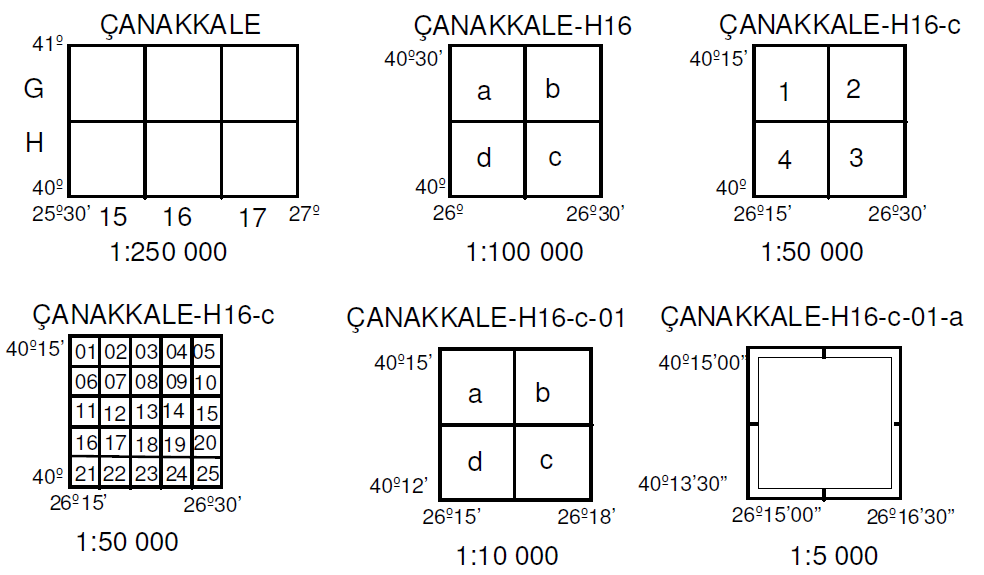 ÇANAKKALE
41º
G
H
40º
25º30’ 15 16 17 27º
1:250 000
ÇANAKKALE-H16
40º30’
a b
d c
40º
26º 26º30’
1:100 000
ÇANAKKALE-H16-c
40º15’
1 2
4 3
40º
26º15’ 26º30’
1:50 000
ÇANAKKALE-H16-c
40º15’
01 02 03 04 05
06 07 08 09 10
11 12 13 14 15
16 17 18 19 20
21 22 23 24 25
40º
26º15’ 26º30’
1:50 000
ÇANAKKALE-H16-c-01
40º15’
a b
d c
40º12’
26º15’ 26º18’
1:10 000
ÇANAKKALE-H16-c-01-a
40º15’00”
40º13’30”
26º15’00” 26º16’30”
1:5 000